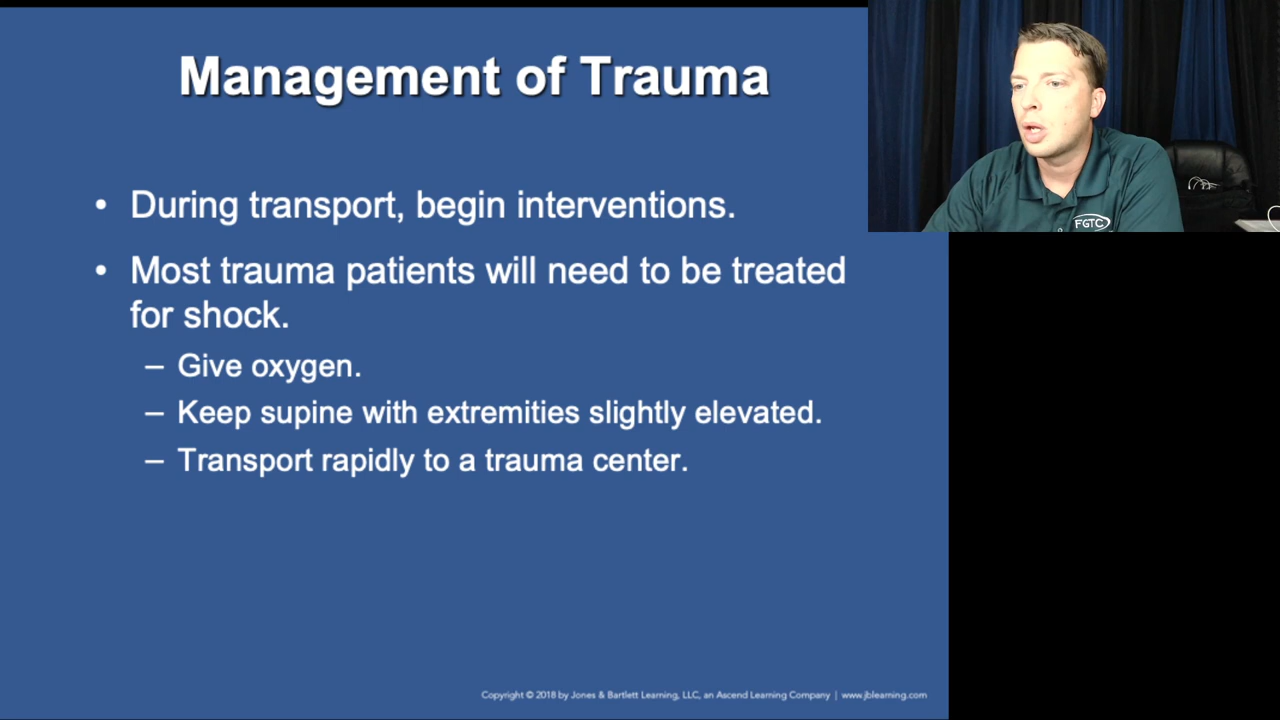 Management of Trauma
• During transport, begin interventions.
• Most trauma patients will need to be treated
for shock.
– Give oxygen.
– Keep supine with extremities slightly elevated.
– Transport rapidly to a trauma center.
FGTC
Copyright © 2018 by Jones & Bartlett Learning, LLC, an Ascend Learning Company | www.jblearning.com